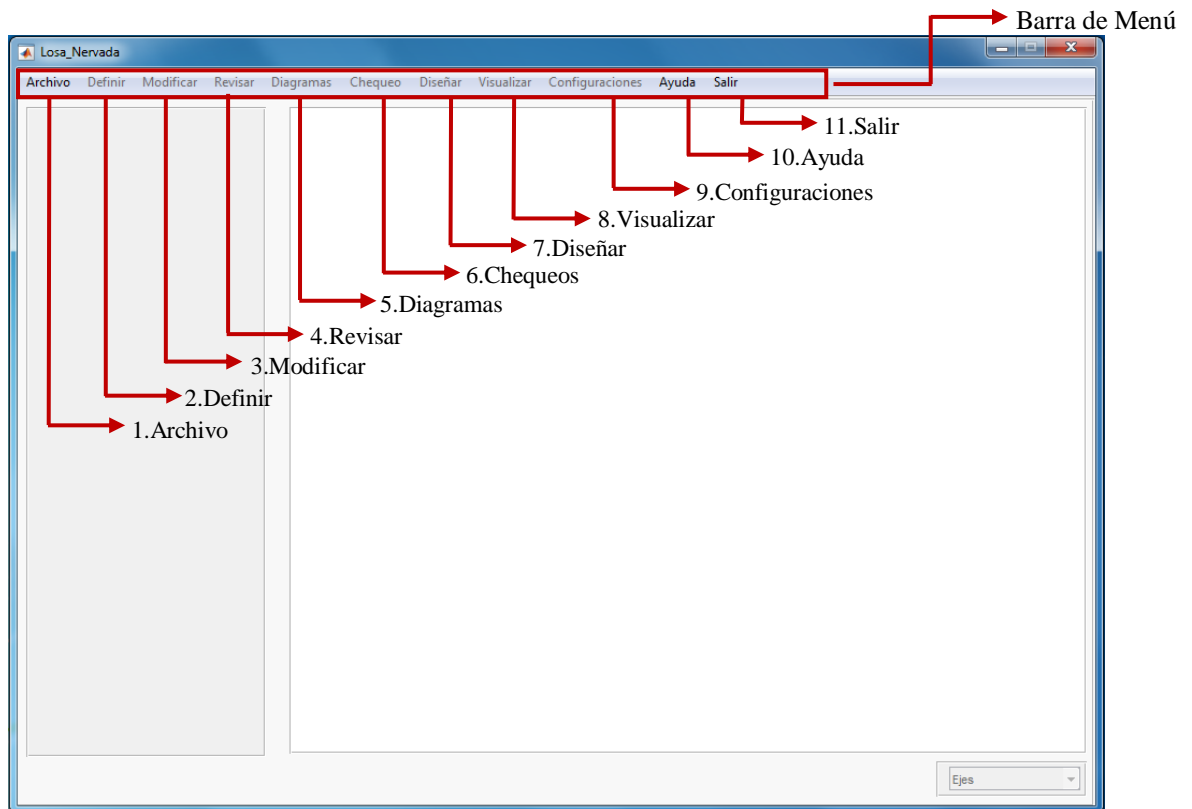 Barra de Menú
Losa_Nervada
Archivo Definir Modificar Revisar Diagramas Chequeo Diseñar Visualizar Configuraciones Ayuda Salir
11.Salir
10.Ayuda
9.Configuraciones
8.Visualizar
7.Diseñar
6.Chequeos
5.Diagramas
4.Revisar
3.Modificar
2.Definir
1.Archivo
Ejes